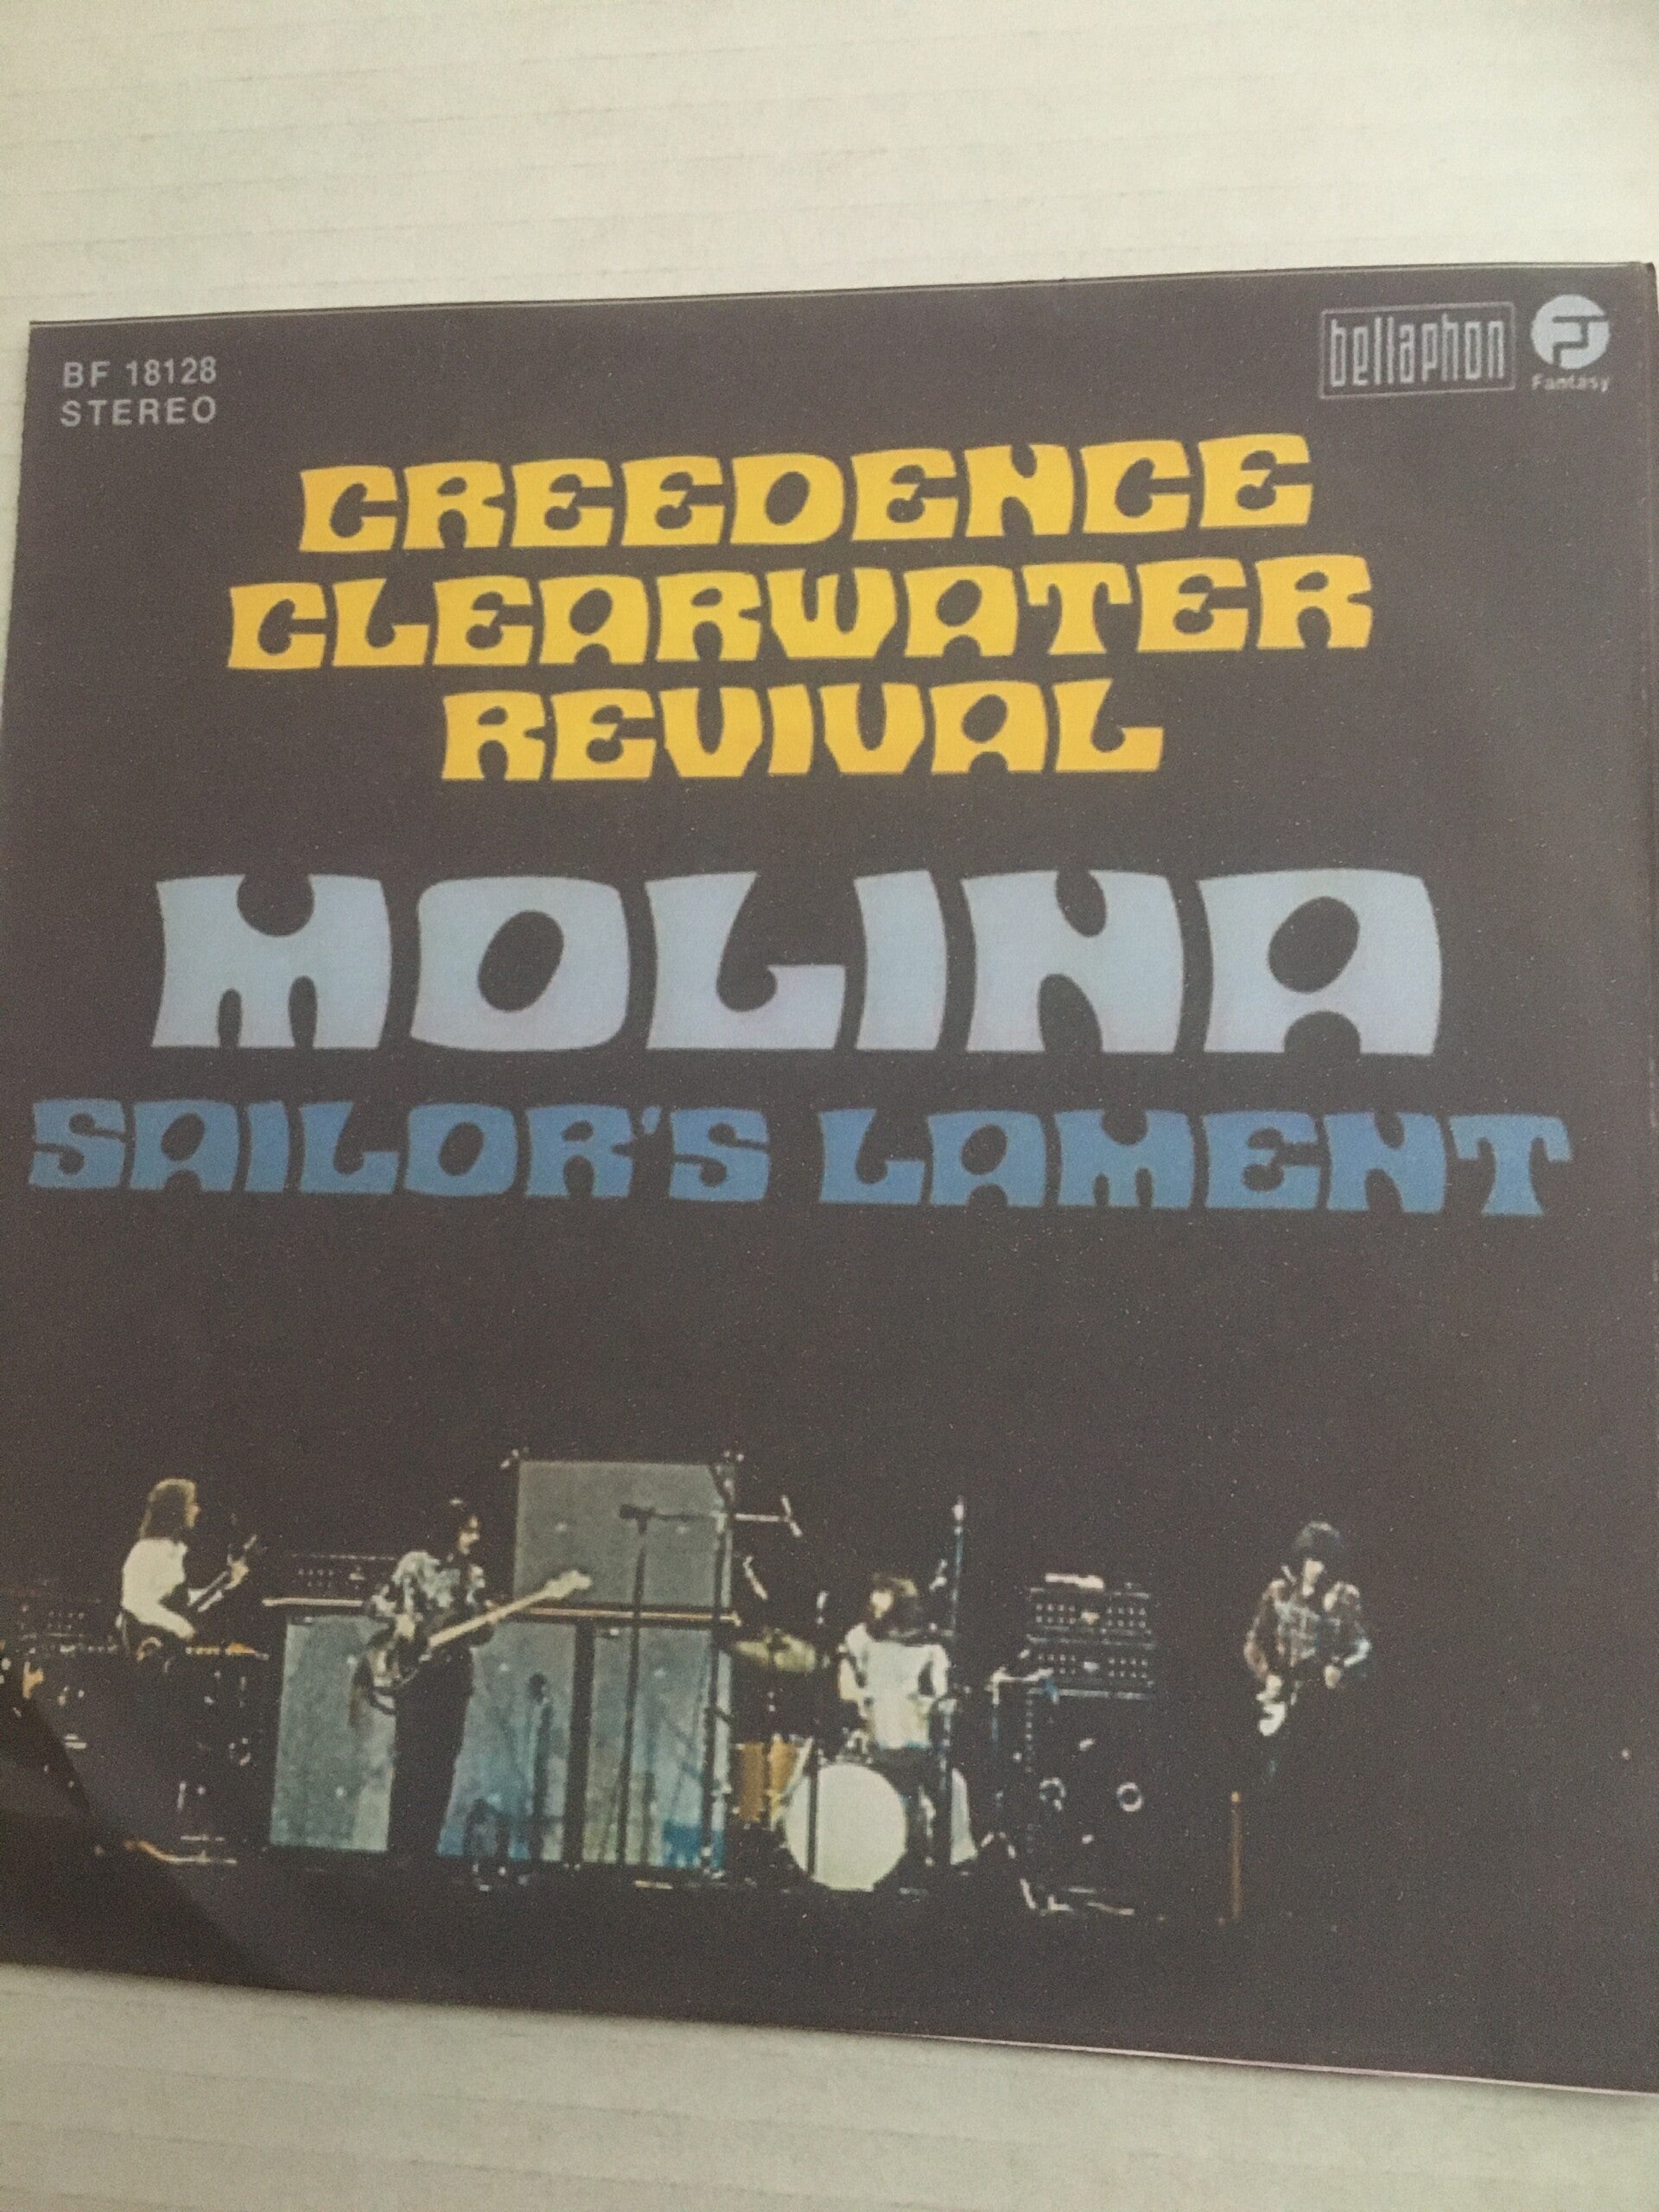 BF 18128
STEREO
bellaphon
Fantasy
CREEDENCE
CLEARWATER
REVIVAL
MOLINA
SAILOR'S LAMENT